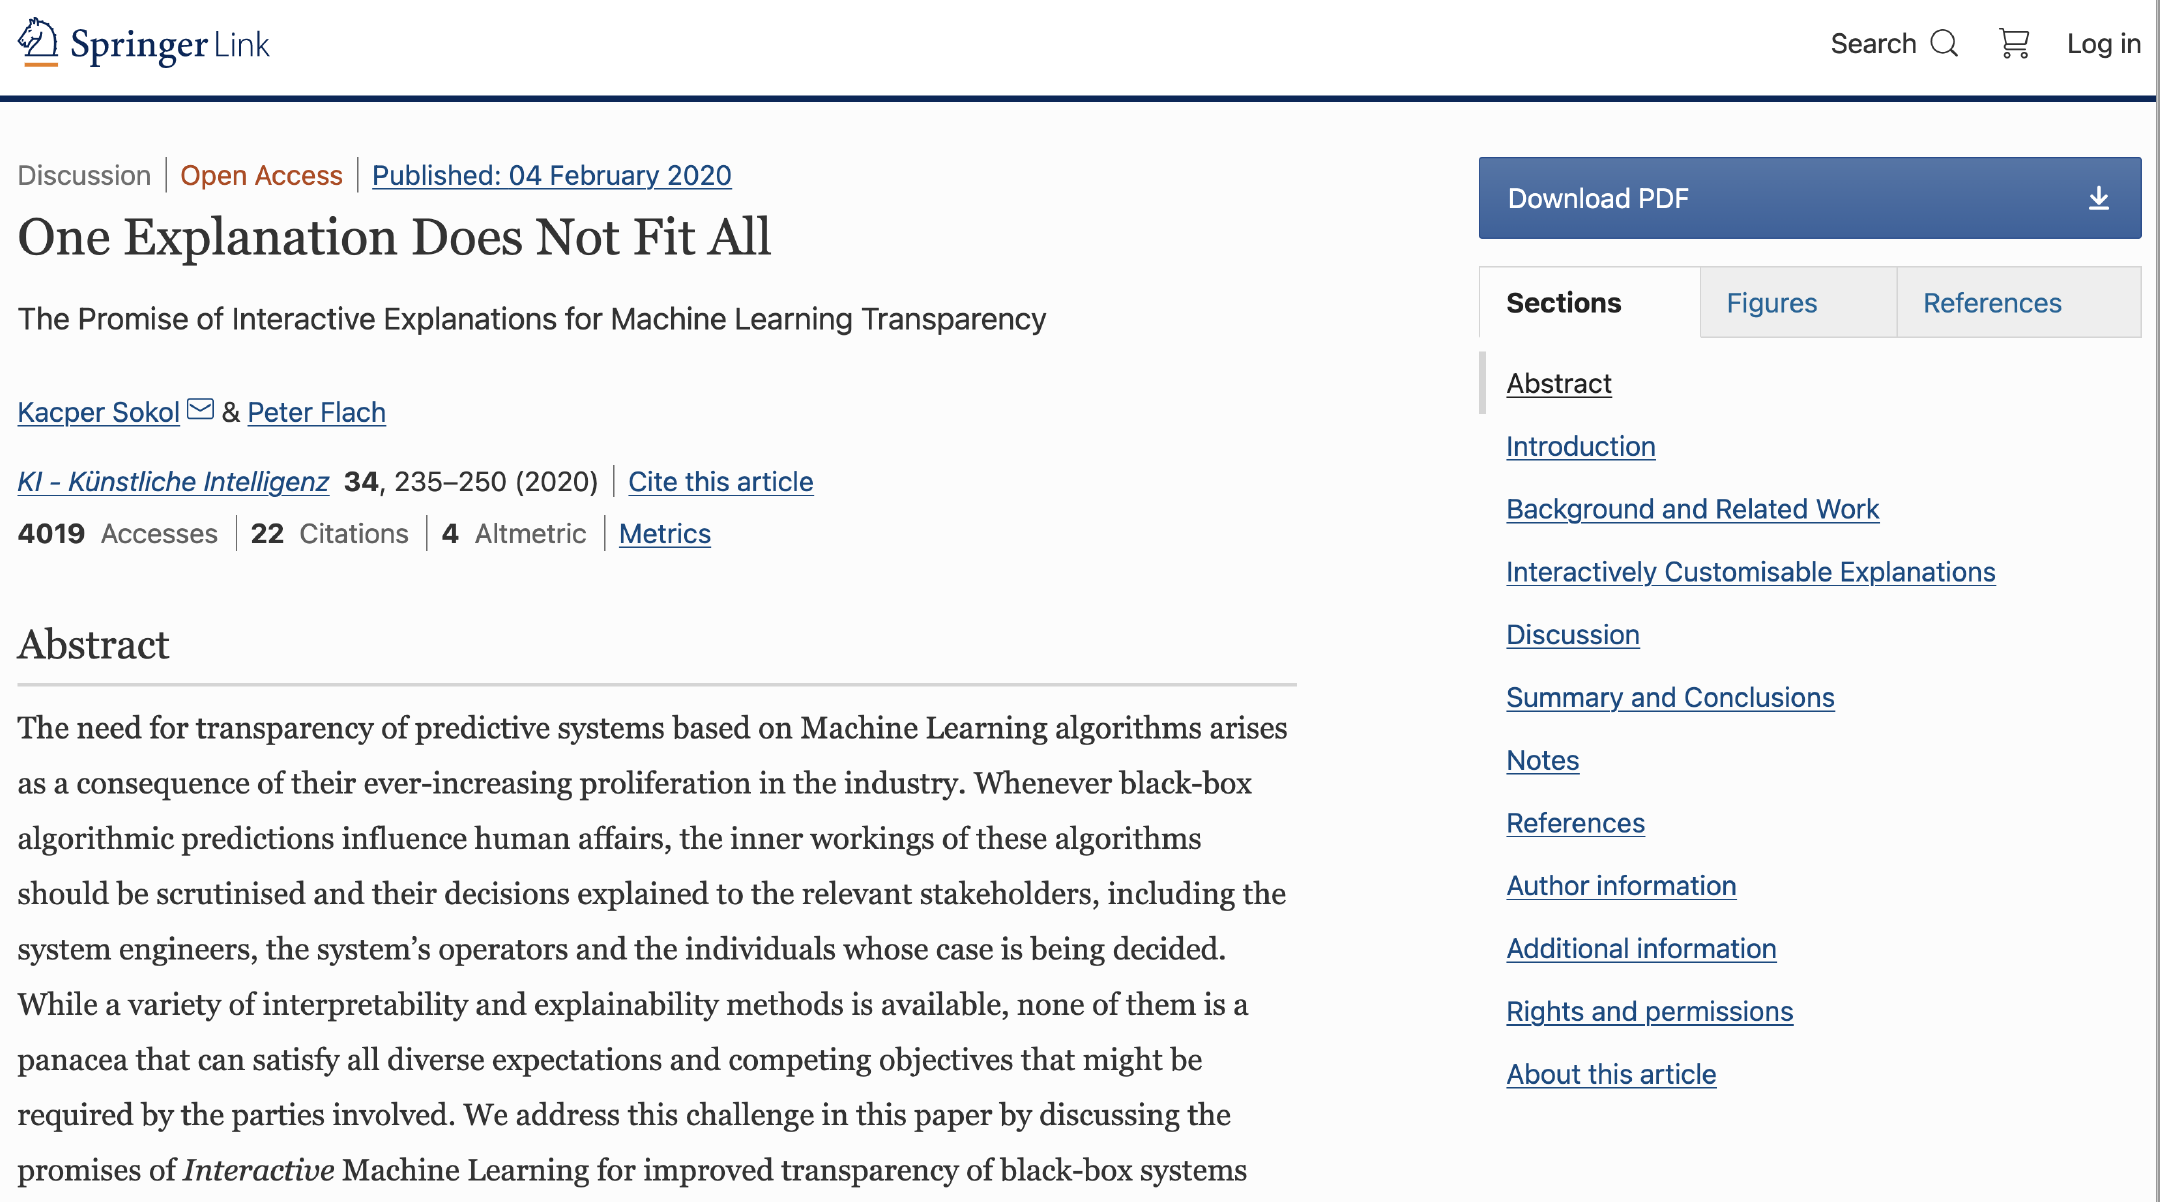 Springer Link
Search
Log in
Discussion | Open Access | Published: 04 February 2020
One Explanation Does Not Fit All
The Promise of Interactive Explanations for Machine Learning Transparency
Kacper Sokol & Peter Flach
KI - Künstliche Intelligenz 34, 235–250 (2020) | Cite this article
4019 Accesses | 22 Citations | 4 Altmetric | Metrics
Abstract
The need for transparency of predictive systems based on Machine Learning algorithms arises
as a consequence of their ever-increasing proliferation in the industry. Whenever black-box
algorithmic predictions influence human affairs, the inner workings of these algorithms
should be scrutinised and their decisions explained to the relevant stakeholders, including the
system engineers, the system’s operators and the individuals whose case is being decided.
While a variety of interpretability and explainability methods is available, none of them is a
panacea that can satisfy all diverse expectations and competing objectives that might be
required by the parties involved. We address this challenge in this paper by discussing the
promises of Interactive Machine Learning for improved transparency of black-box systems
Download PDF
Sections
Figures
References
Abstract
Introduction
Background and Related Work
Interactively Customisable Explanations
Discussion
Summary and Conclusions
Notes
References
Author information
Additional information
Rights and permissions
About this article